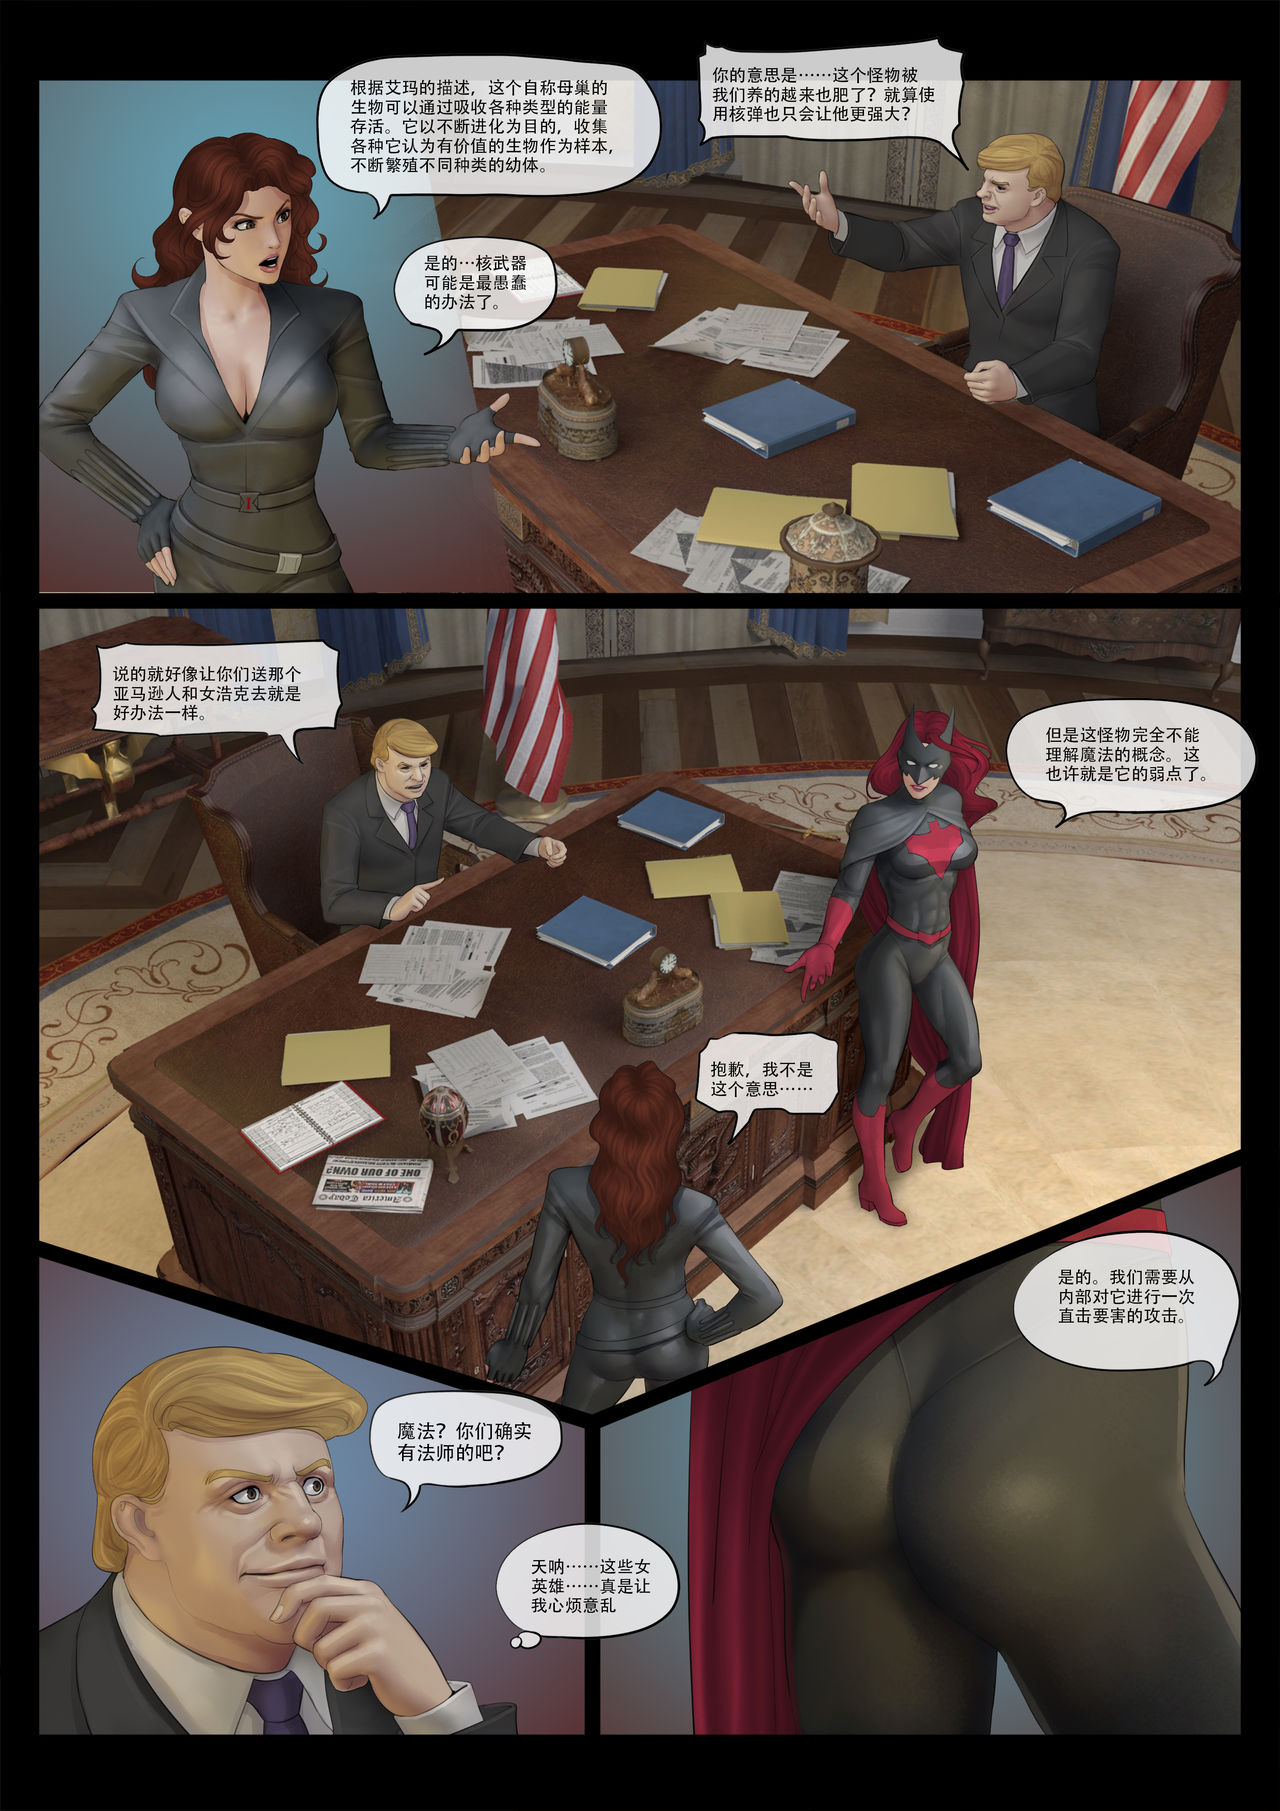 根据艾玛的描述，这个自称母巢的
生物可以通过吸收各种类型的能量
存活。它以不断进化为目的，收集
各种它认为有价值的生物作为样本，
不断繁殖不同种类的幼体。
你的意思是……这个怪物被
我们养的越来也肥了？就算使
用核弹也只会让他更强大？
是的…核武器
可能是最愚蠢
的办法了。
说的就好像让你们送那个
亚马逊人和女浩克去就是
好办法一样。
但是这怪物完全不能
理解魔法的概念。这
也许就是它的弱点了。
抱歉，我不是
这个意思……
America Today
ONE OF OUR OWN?
是的。我们需要从
内部对它进行一次
直击要害的攻击。
魔法？你们确实
有法师的吧？
天呐……这些女
英雄……真是让
我心烦意乱